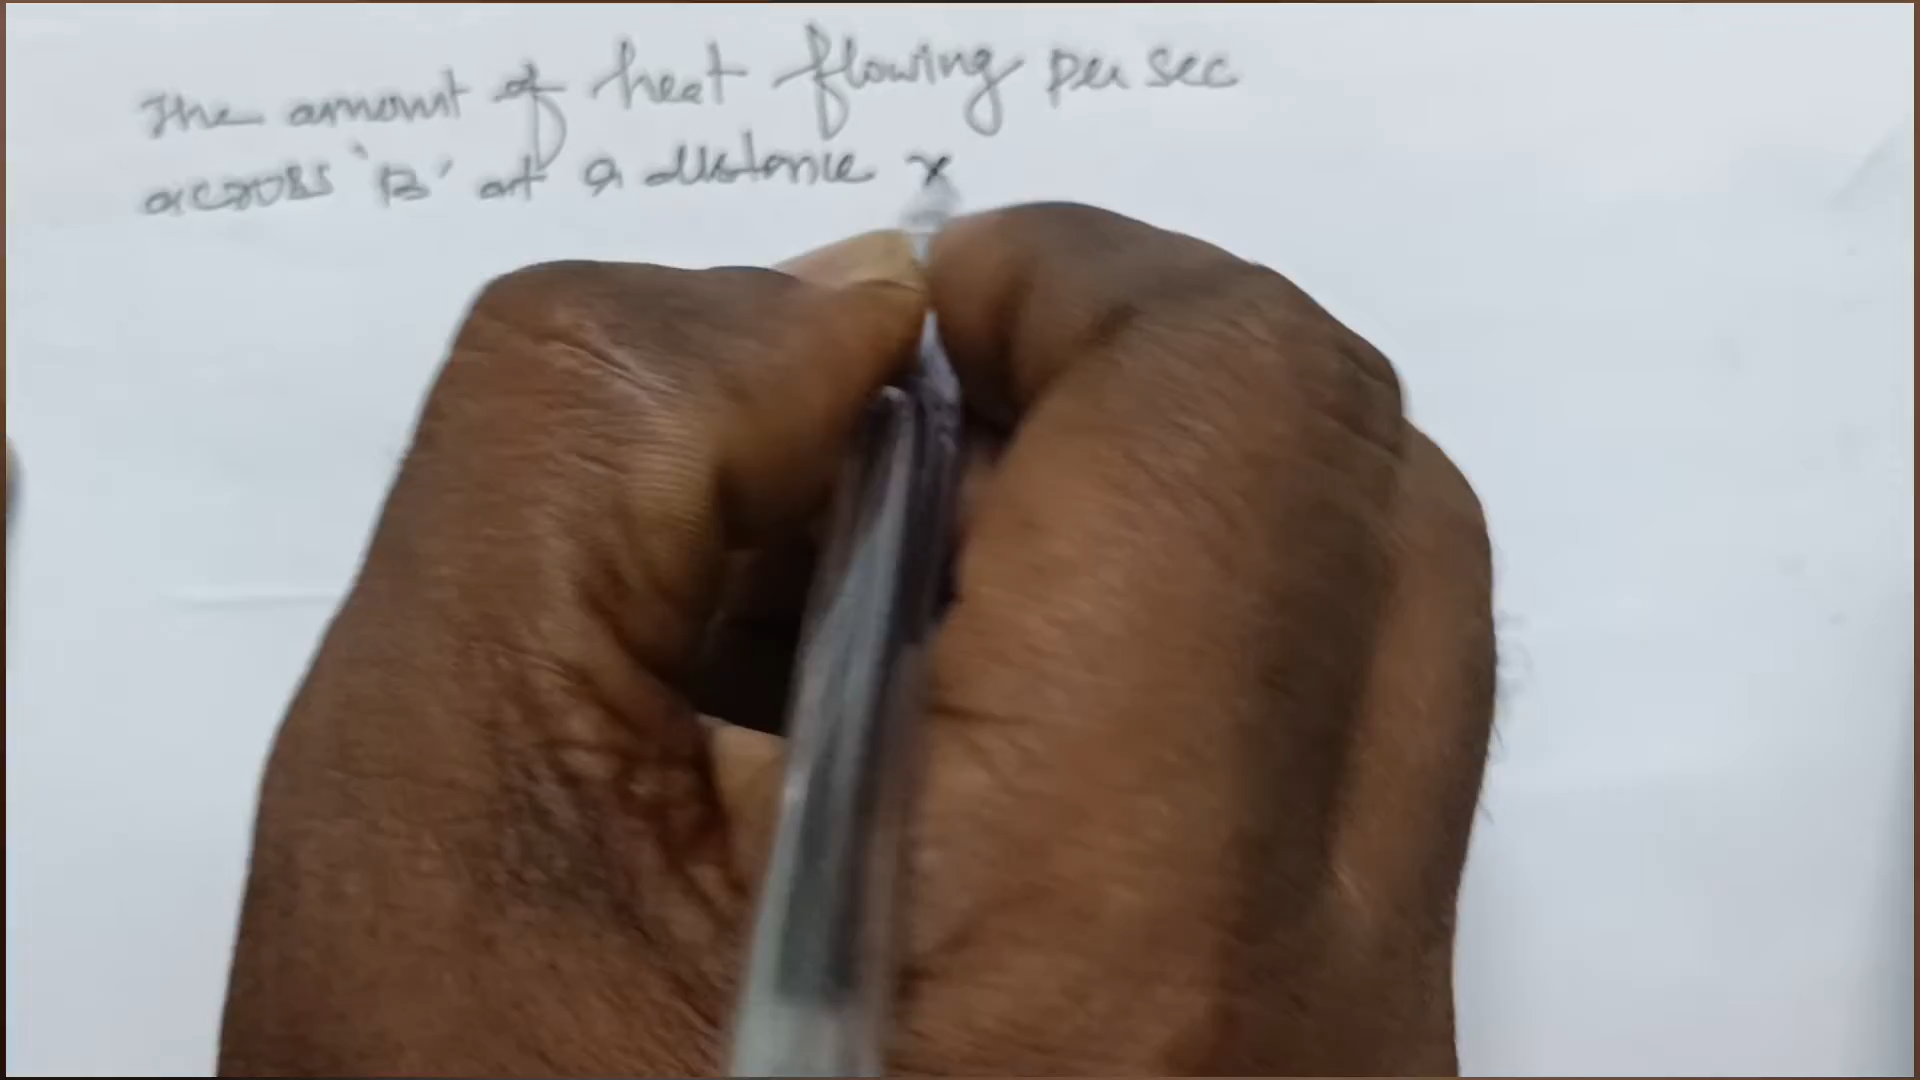 The amount of heat flowing per sec
across 'B' at a distance x